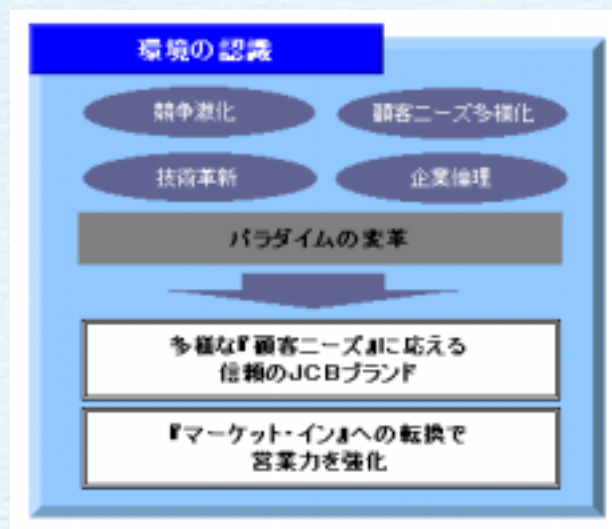 環境の認識
競争激化
顧客ニーズ多様化
技術革新
企業倫理
パラダイムの変革
多様な『顧客ニーズ』に応える
信頼のJCBブランド
『マーケット・イン』への転換で
営業力を強化